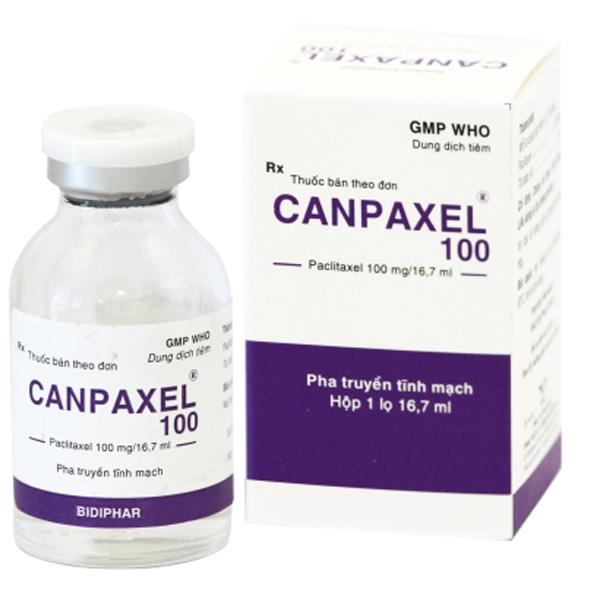 CANPAXEL
100
GMP WHO
Dung dịch tiêm
Rx Thuốc bán theo đơn
CANPAXEL®
100
Paclitaxel 100 mg/16,7 ml
Pha truyền tĩnh mạch
Hộp 1 lọ 16,7 ml
GMP WHO
Dung dịch tiêm
Rx Thuốc bán theo đơn
CANPAXEL®
100
Paclitaxel 100 mg/16,7 ml
Pha truyền tĩnh mạch
BIDIPHAR